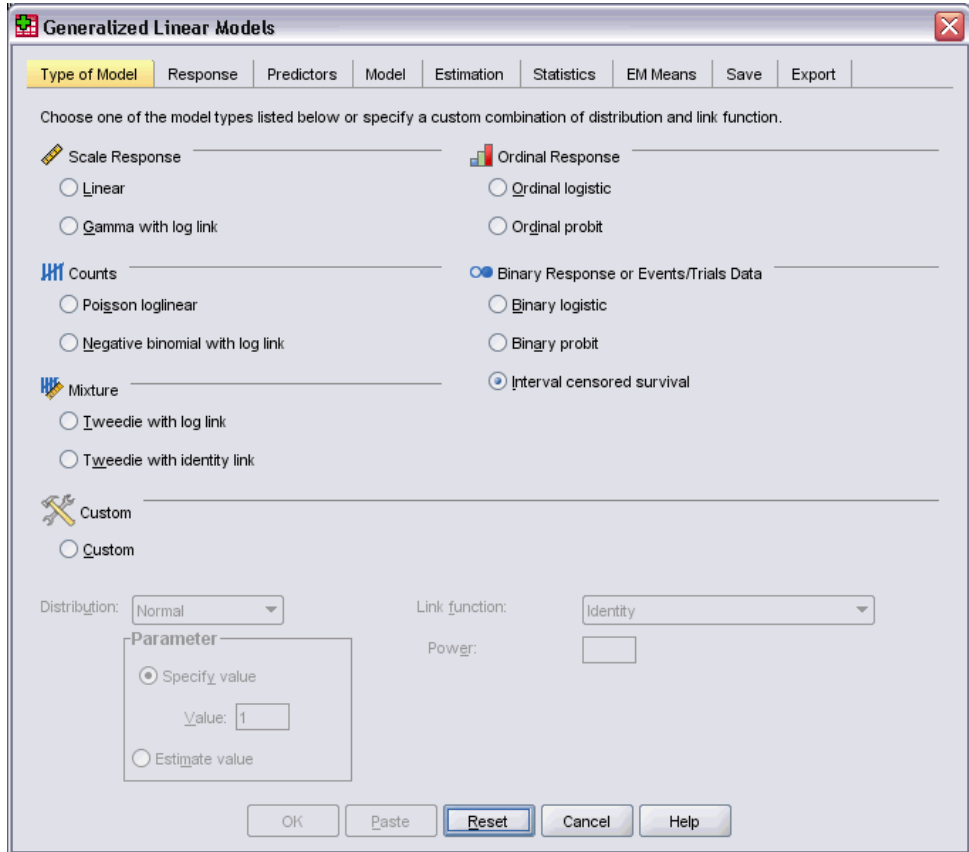 Generalized Linear Models
Type of Model
Response
Predictors
Model
Estimation
Statistics
EM Means
Save
Export
Choose one of the model types listed below or specify a custom combination of distribution and link function.
Scale Response
Linear
Gamma with log link
Counts
Poisson loglinear
Negative binomial with log link
Mixture
Tweedie with log link
Tweedie with identity link
Ordinal Response
Ordinal logistic
Ordinal probit
Binary Response or Events/Trials Data
Binary logistic
Binary probit
Interval censored survival
Custom
Custom
Distribution: Normal
Parameter
Specify value
Value: 1
Estimate value
Link function: Identity
Power:
OK
Paste
Reset
Cancel
Help